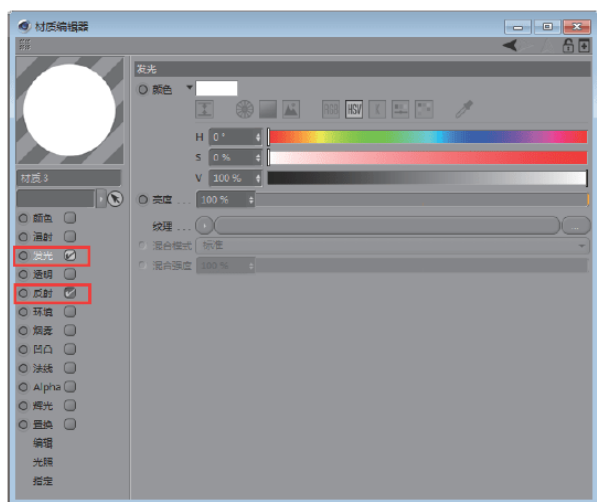 材质编辑器
发光
颜色
RGB HSV K
H 0°
S 0 %
V 100 %
材质.3
亮度 . . . 100 %
纹理 . . . ...
混合模式 标准
混合强度 100 %
颜色
漫射
发光
透明
反射
环境
烟雾
凹凸
法线
Alpha
辉光
置换
编辑
光照
指定